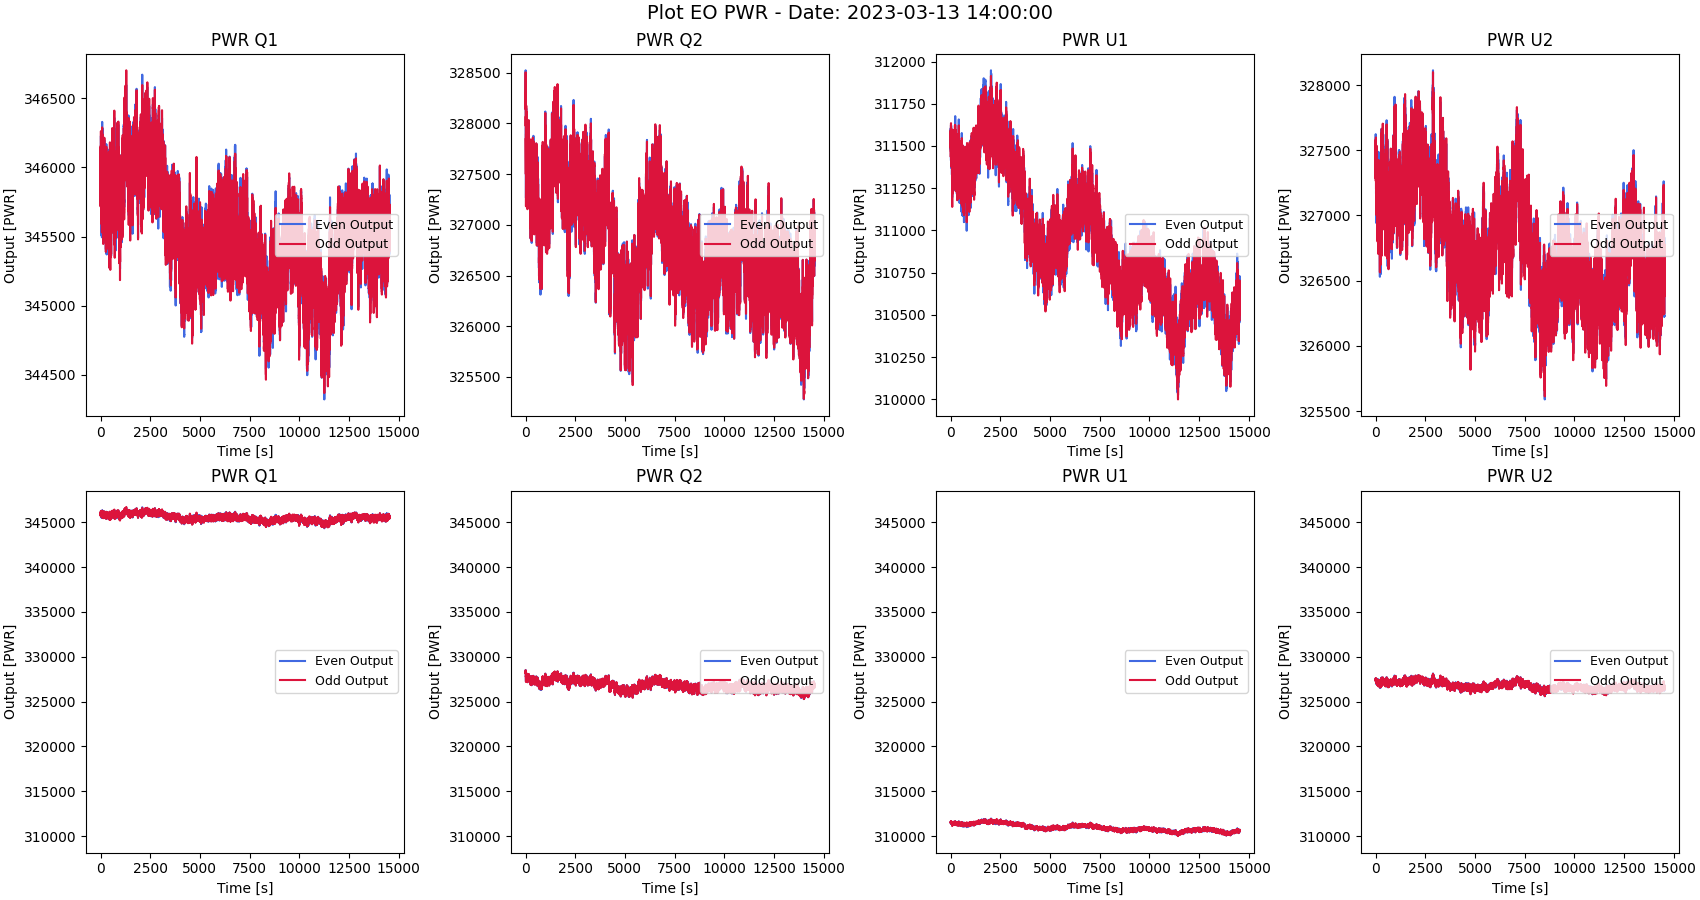 Plot EO PWR - Date: 2023-03-13 14:00:00
PWR Q1
Output [PWR]
346500
346000
345500
345000
344500
0 2500 5000 7500 10000 12500 15000
Time [s]
Even Output
Odd Output
PWR Q2
Output [PWR]
328500
328000
327500
327000
326500
326000
325500
0 2500 5000 7500 10000 12500 15000
Time [s]
Even Output
Odd Output
PWR U1
Output [PWR]
312000
311750
311500
311250
311000
310750
310500
310250
310000
0 2500 5000 7500 10000 12500 15000
Time [s]
Even Output
Odd Output
PWR U2
Output [PWR]
328000
327500
327000
326500
326000
325500
0 2500 5000 7500 10000 12500 15000
Time [s]
Even Output
Odd Output
PWR Q1
Output [PWR]
345000
340000
335000
330000
325000
320000
315000
310000
0 2500 5000 7500 10000 12500 15000
Time [s]
Even Output
Odd Output
PWR Q2
Output [PWR]
345000
340000
335000
330000
325000
320000
315000
310000
0 2500 5000 7500 10000 12500 15000
Time [s]
Even Output
Odd Output
PWR U1
Output [PWR]
345000
340000
335000
330000
325000
320000
315000
310000
0 2500 5000 7500 10000 12500 15000
Time [s]
Even Output
Odd Output
PWR U2
Output [PWR]
345000
340000
335000
330000
325000
320000
315000
310000
0 2500 5000 7500 10000 12500 15000
Time [s]
Even Output
Odd Output